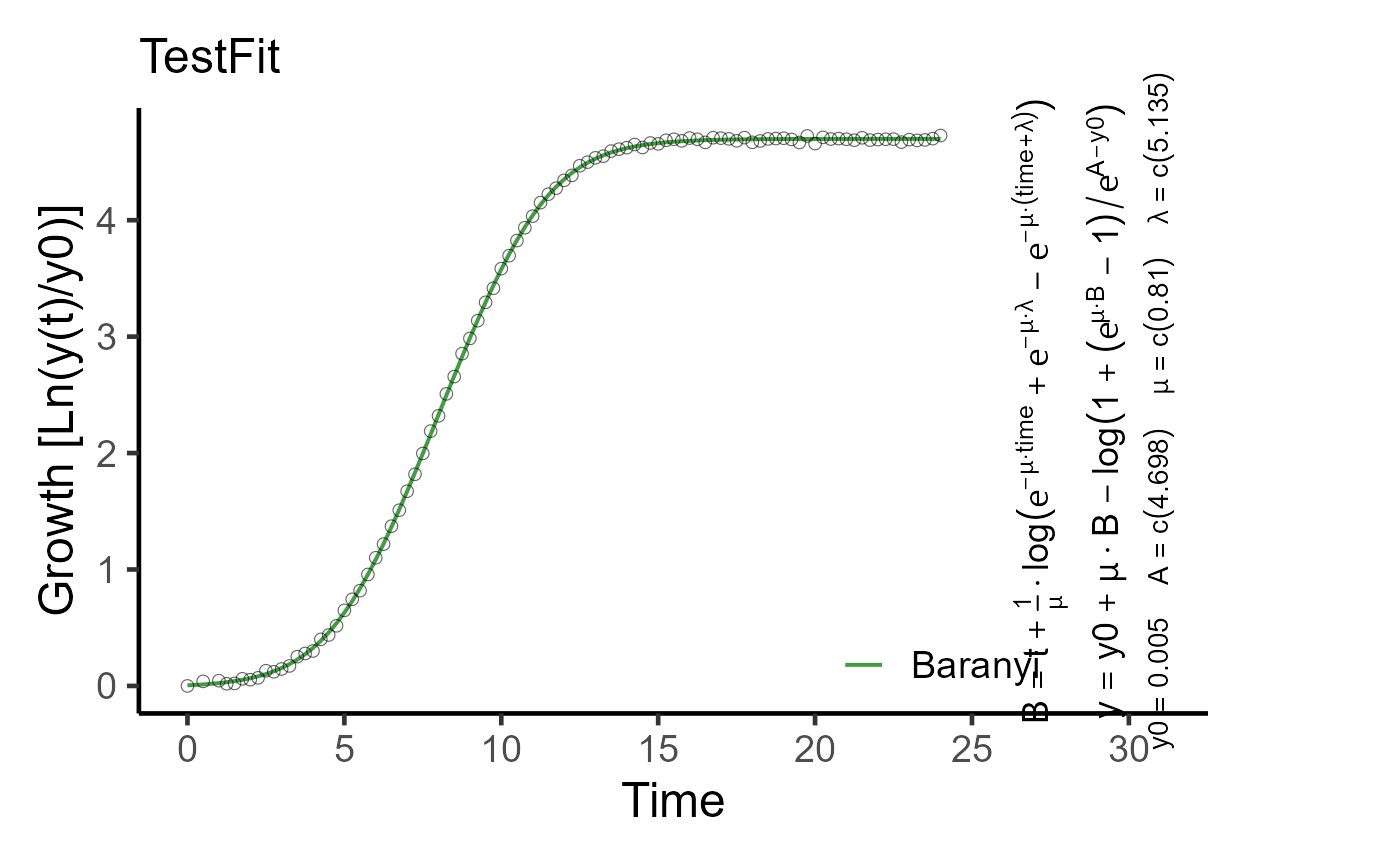 TestFit
Growth [Ln(y(t)/y0)]
4
3
2
1
0
0 5 10 15 20 25 30
Time
Baranyi
B = t + 1/μ · log(e^−μ·time + e^−μ·λ − e^−μ·(time+λ))
y = y0 + μ · B − log(1 + (e^μ·B − 1)/e^A−y0)
y0 = 0.005 A = c(4.698) μ = c(0.81) λ = c(5.135)